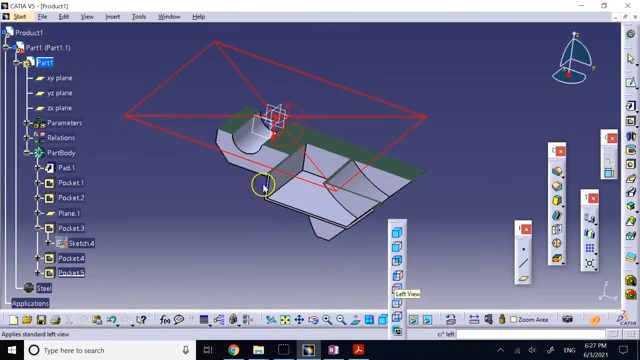 CATIA V5 - [Product1]
Start File Edit View Insert Tools Window Help
Product1
Part1 (Part1.1)
Part1
xy plane
yz plane
zx plane
Parameters
Relations
PartBody
Pad.1
Pocket.1
Pocket.2
Plane.1
Pocket.3
Sketch.4
Pocket.4
Pocket.5
Steel
Applications
z
y
x
Left View
Zoom Area
CATIA
Applies standard left view
c:* left
Type here to search
ENG
6:27 PM
6/3/2021